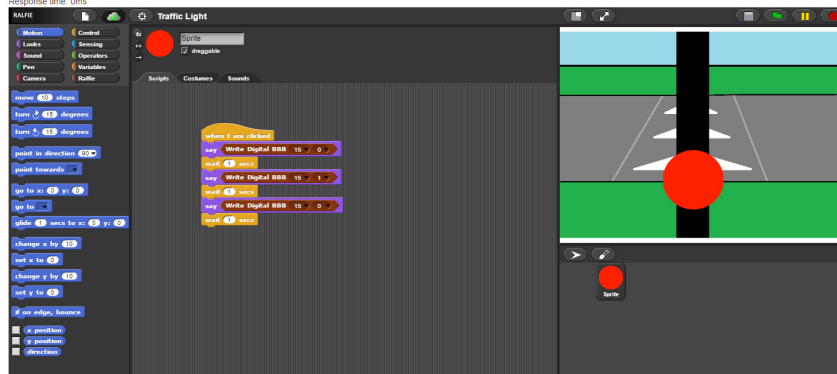 Response time: 0ms
RALFIE
Traffic Light
Motion Control
Looks Sensing
Sound Operators
Pen Variables
Camera Ralfie
Sprite
draggable
Scripts Costumes Sounds
move 10 steps
turn 15 degrees
turn 15 degrees
point in direction 90
point towards
go to x: 0 y: 0
go to
glide 1 secs to x: 0 y: 0
change x by 10
set x to 0
change y by 10
set y to 0
if on edge, bounce
x position
y position
direction
when I am clicked
say Write Digital BBB 15 0
wait 1 secs
say Write Digital BBB 15 1
wait 1 secs
say Write Digital BBB 15 0
wait 1 secs
Sprite